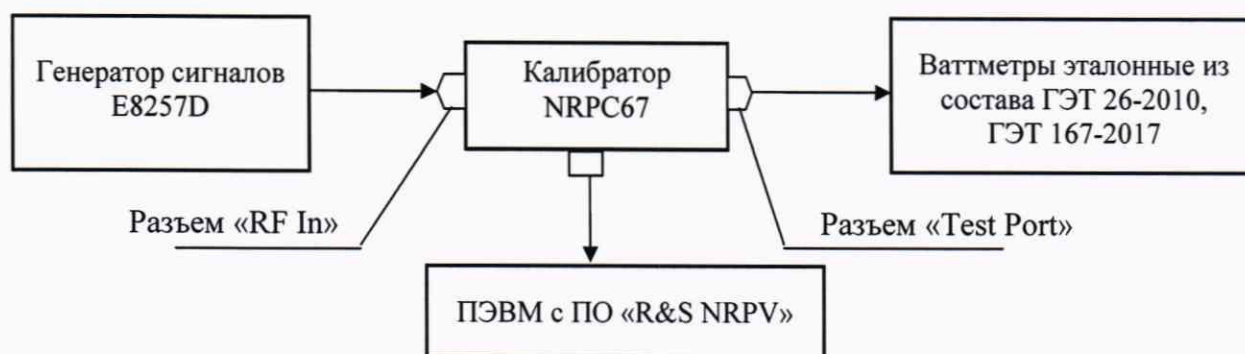 Генератор сигналов
E8257D
Калибратор
NRPC67
Ваттметры эталонные из
состава ГЭТ 26-2010,
ГЭТ 167-2017
Разъем «RF In»
Разъем «Test Port»
ПЭВМ с ПО «R&S NRPV»